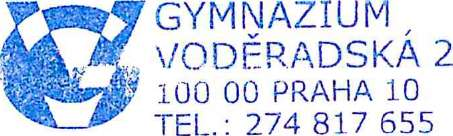 GYMNAZIUM
VODĚRADSKÁ 2
100 00 PRAHA 10
TEL.: 274 817 655